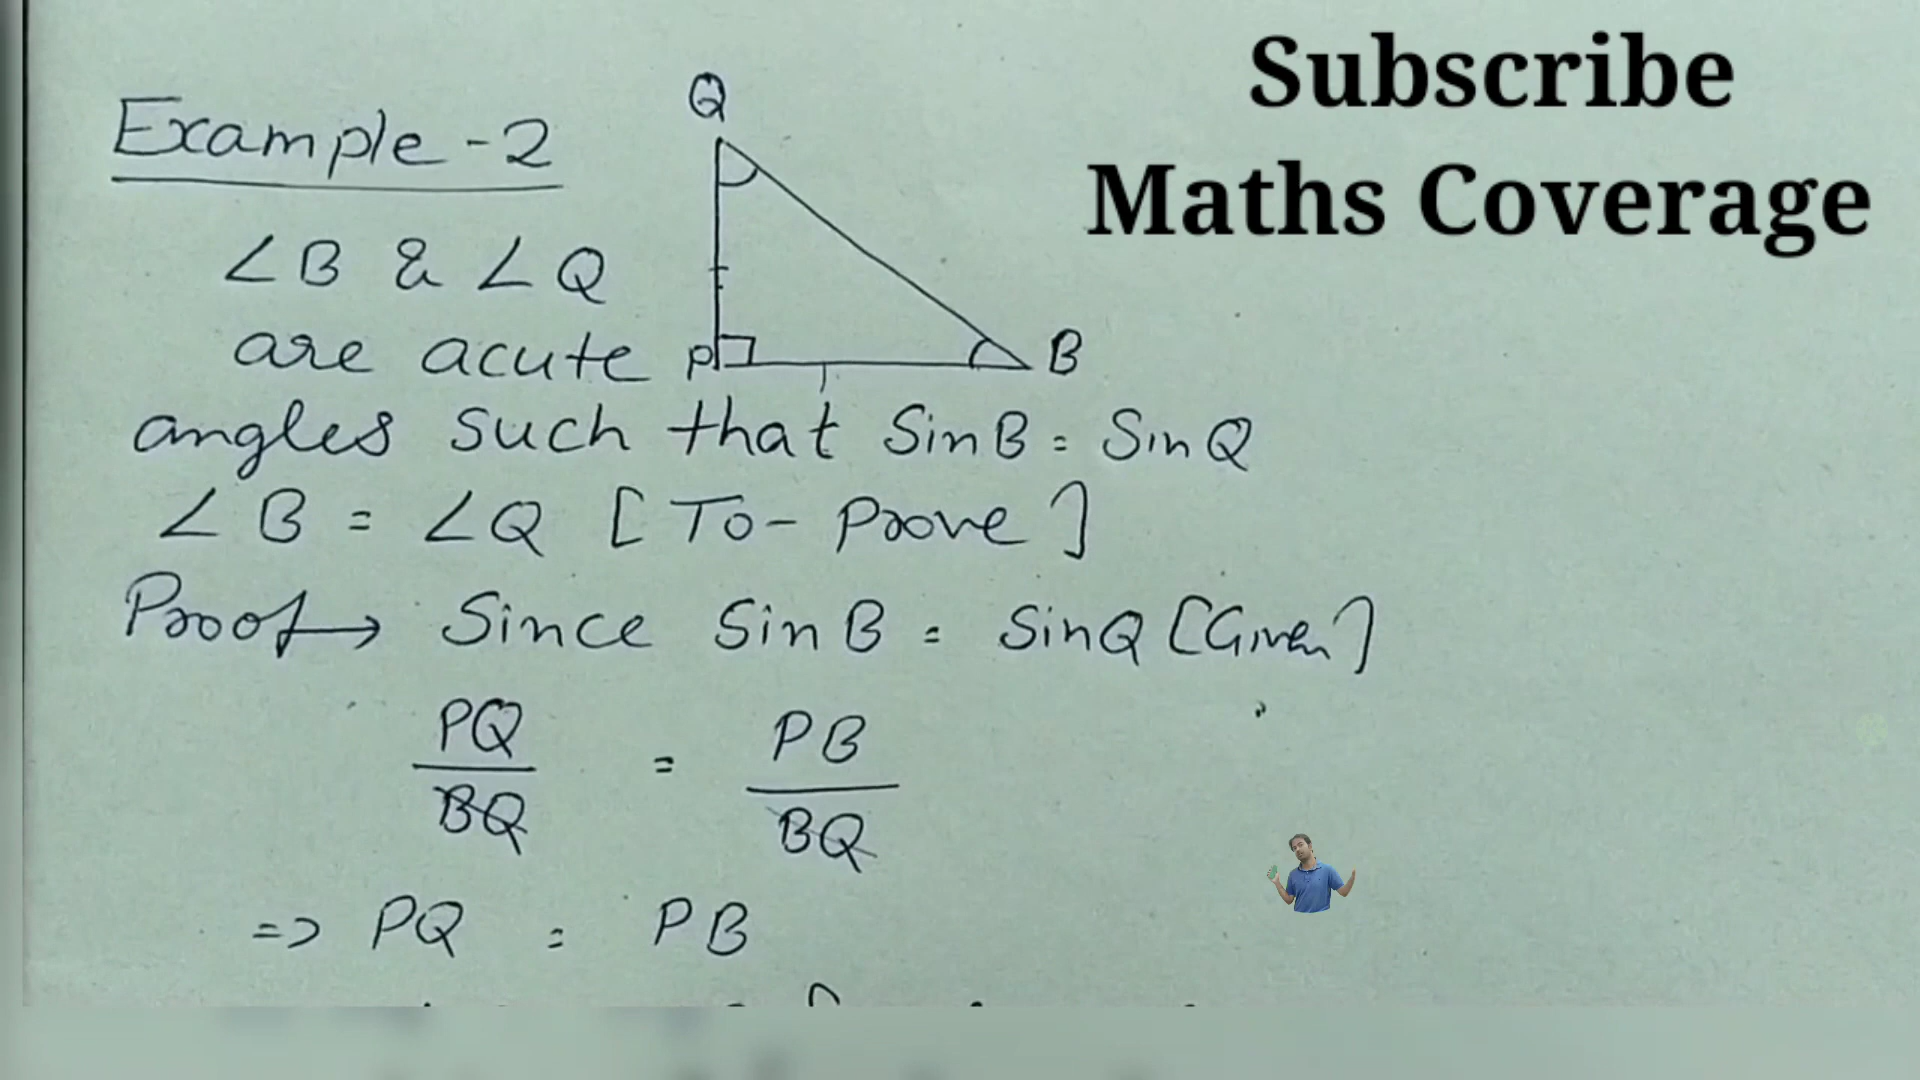 Subscribe
Maths Coverage
Example - 2
Q
∠B & ∠Q
are acute
P
B
angles such that Sin B = Sin Q
∠B = ∠Q [To- Prove]
Proof → Since Sin B = Sin Q [Given]
PQ/BQ = PB/BQ
=> PQ = PB